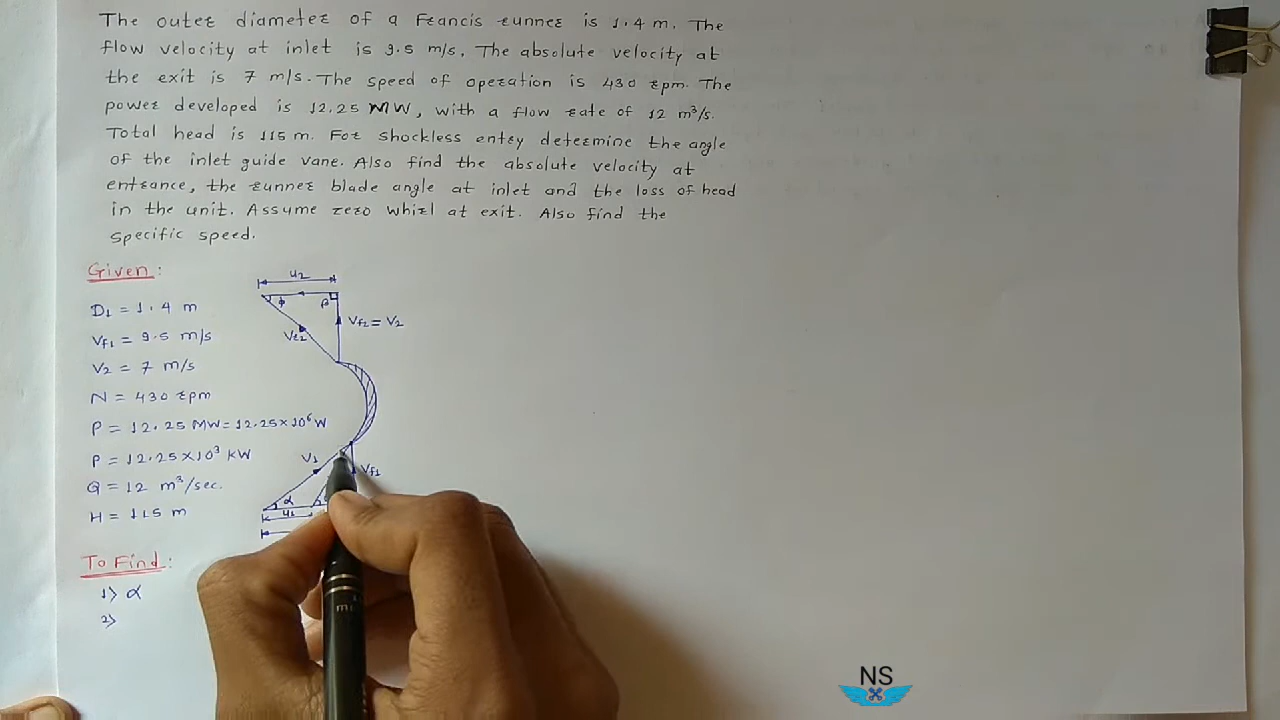 The outer diameter of a Francis runner is 1.4 m. The
flow velocity at inlet is 9.5 m/s. The absolute velocity at
the exit is 7 m/s. The speed of operation is 430 rpm. The
power developed is 12.25 MW, with a flow rate of 12 m³/s.
Total head is 115 m. For shockless entry determine the angle
of the inlet guide vane. Also find the absolute velocity at
entrance, the runner blade angle at inlet and the loss of head
in the unit. Assume zero whirl at exit. Also find the
specific speed.
Given:
D₁ = 1.4 m
Vf₁ = 9.5 m/s
V₂ = 7 m/s
N = 430 rpm
P = 12.25 MW = 12.25×10⁶ W
P = 12.25×10³ kW
Q = 12 m³/sec.
H = 115 m
u₂
ϕ
β
Vf₂ = V₂
Vr₂
V₁
Vf₁
α
u₁
To Find:
1> α
2>
NS